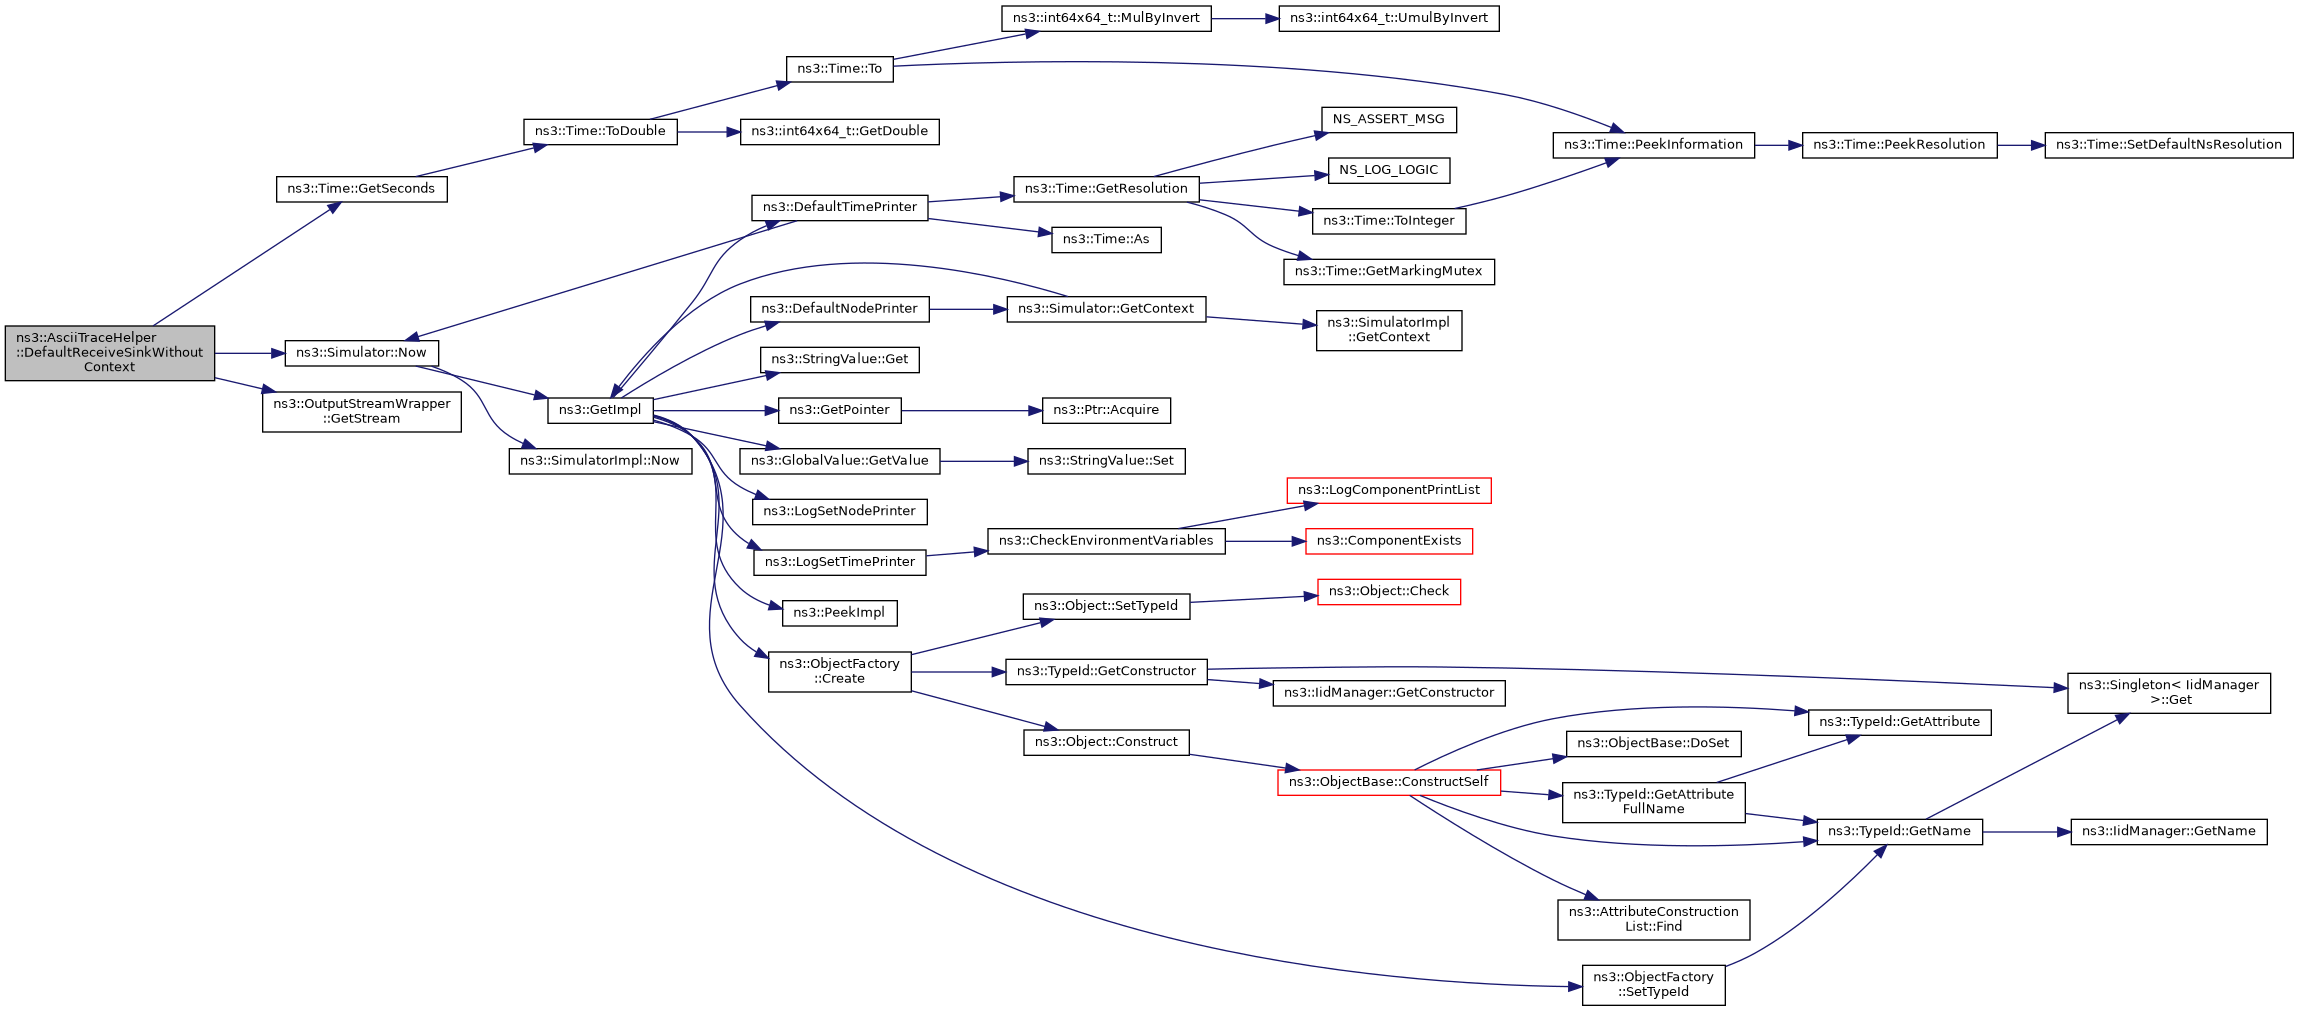 ns3::AsciiTraceHelper
::DefaultReceiveSinkWithout
Context
ns3::Time::GetSeconds
ns3::Simulator::Now
ns3::OutputStreamWrapper
::GetStream
ns3::Time::ToDouble
ns3::GetImpl
ns3::SimulatorImpl::Now
ns3::Time::To
ns3::int64x64_t::GetDouble
ns3::DefaultTimePrinter
ns3::DefaultNodePrinter
ns3::StringValue::Get
ns3::GetPointer
ns3::GlobalValue::GetValue
ns3::LogSetNodePrinter
ns3::LogSetTimePrinter
ns3::PeekImpl
ns3::ObjectFactory
::Create
ns3::int64x64_t::MulByInvert
ns3::Time::GetResolution
ns3::Time::As
ns3::Simulator::GetContext
ns3::Ptr::Acquire
ns3::StringValue::Set
ns3::CheckEnvironmentVariables
ns3::Object::SetTypeId
ns3::TypeId::GetConstructor
ns3::Object::Construct
ns3::int64x64_t::UmulByInvert
NS_ASSERT_MSG
NS_LOG_LOGIC
ns3::Time::ToInteger
ns3::Time::GetMarkingMutex
ns3::SimulatorImpl
::GetContext
ns3::LogComponentPrintList
ns3::ComponentExists
ns3::Object::Check
ns3::IidManager::GetConstructor
ns3::ObjectBase::ConstructSelf
ns3::Time::PeekInformation
ns3::ObjectBase::DoSet
ns3::TypeId::GetAttribute
FullName
ns3::AttributeConstruction
List::Find
ns3::ObjectFactory
::SetTypeId
ns3::Time::PeekResolution
ns3::TypeId::GetAttribute
ns3::TypeId::GetName
ns3::Time::SetDefaultNsResolution
ns3::Singleton< IidManager
>::Get
ns3::IidManager::GetName